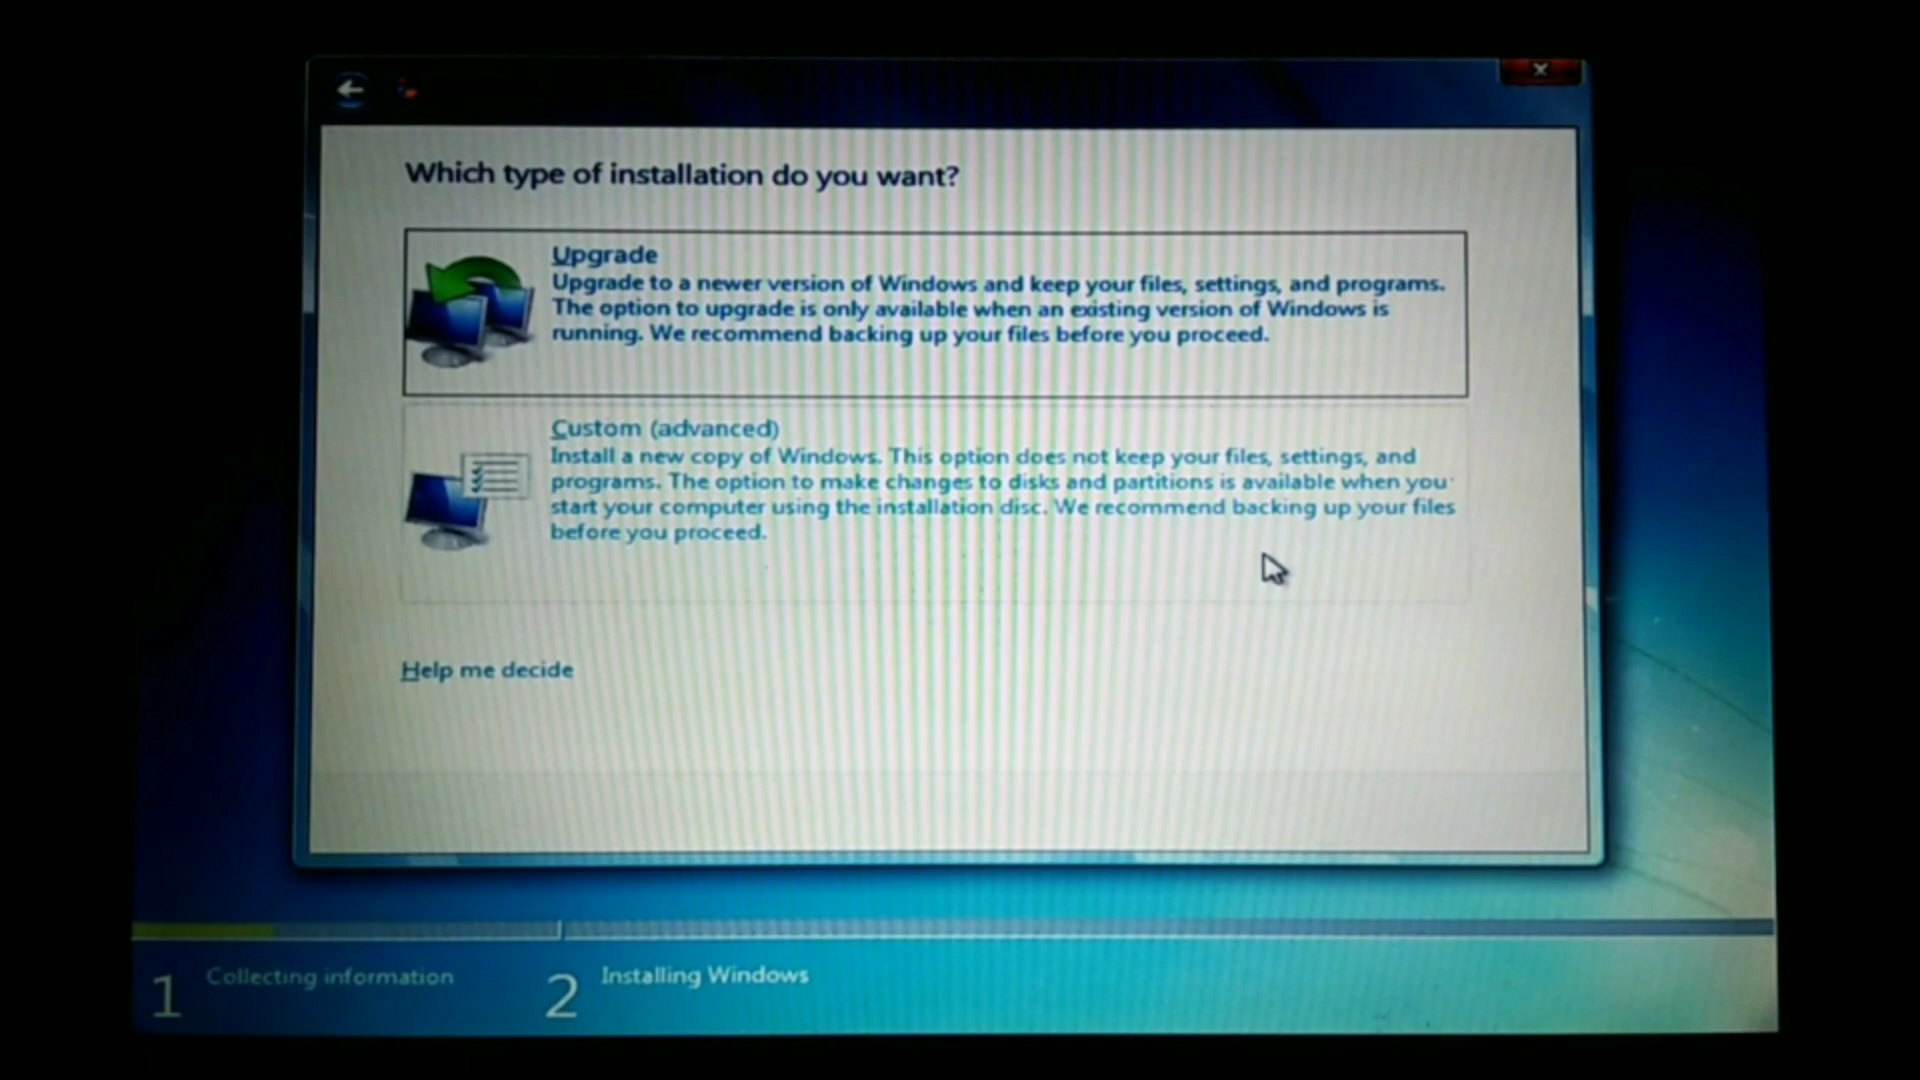 Which type of installation do you want?
Upgrade
Upgrade to a newer version of Windows and keep your files, settings, and programs.
The option to upgrade is only available when an existing version of Windows is
running. We recommend backing up your files before you proceed.
Custom (advanced)
Install a new copy of Windows. This option does not keep your files, settings, and
programs. The option to make changes to disks and partitions is available when you
start your computer using the installation disc. We recommend backing up your files
before you proceed.
Help me decide
1 Collecting information
2 Installing Windows